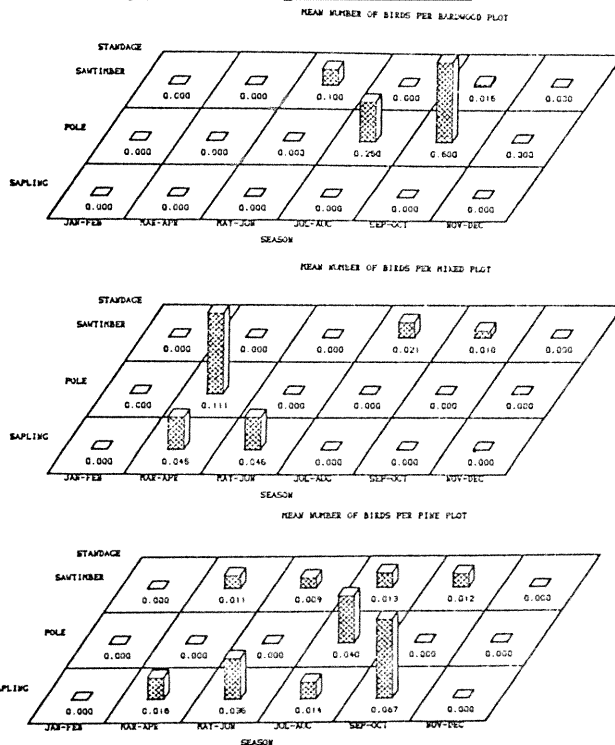 MEAN NUMBER OF BIRDS PER HARDWOOD PLOT
STANDAGE
SAWTIMBER
0.000 0.000 0.100 0.000 0.016 0.000
POLE
0.000 0.000 0.000 0.250 0.600 0.000
SAPLING
0.000 0.000 0.000 0.000 0.000 0.000
JAN-FEB MAR-APR MAY-JUN JUL-AUG SEP-OCT NOV-DEC
SEASON
MEAN NUMBER OF BIRDS PER MIXED PLOT
STANDAGE
SAWTIMBER
0.000 0.000 0.000 0.021 0.010 0.000
POLE
0.000 0.111 0.000 0.000 0.000 0.000
SAPLING
0.000 0.045 0.046 0.000 0.000 0.000
JAN-FEB MAR-APR MAY-JUN JUL-AUG SEP-OCT NOV-DEC
SEASON
MEAN NUMBER OF BIRDS PER PINE PLOT
STANDAGE
SAWTIMBER
0.000 0.011 0.009 0.013 0.012 0.000
POLE
0.000 0.000 0.000 0.040 0.000 0.000
APLING
0.000 0.016 0.036 0.014 0.067 0.000
JAN-FEB MAR-APR MAY-JUN JUL-AUG SEP-OCT NOV-DEC
SEASON